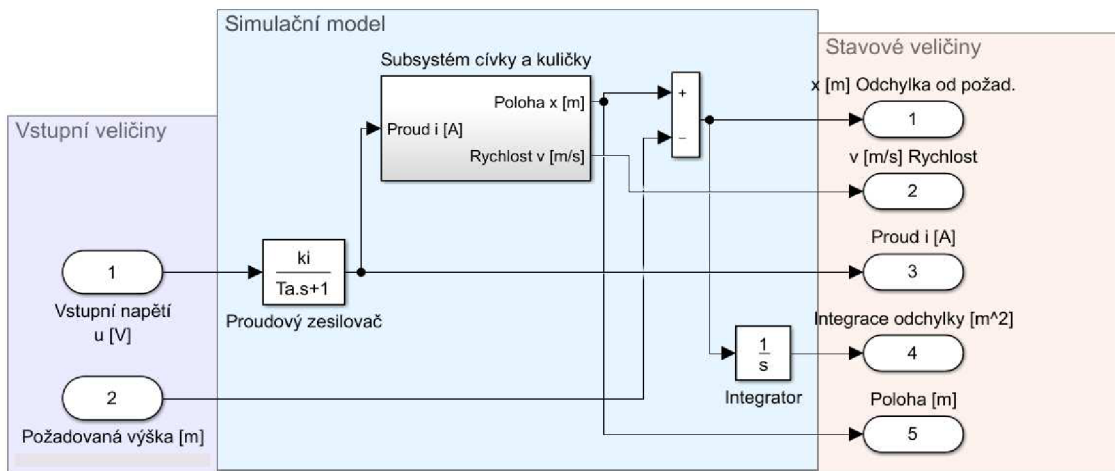 Simulační model
Stavové veličiny
Vstupní veličiny
Subsystém cívky a kuličky
Poloha x [m]
Proud i [A]
Rychlost v [m/s]
+
−
x [m] Odchylka od požad.
1
v [m/s] Rychlost
2
Proud i [A]
3
1
Vstupní napětí
u [V]
ki
Ta.s+1
Proudový zesilovač
Integrace odchylky [m^2]
4
1
s
Integrator
2
Požadovaná výška [m]
Poloha [m]
5